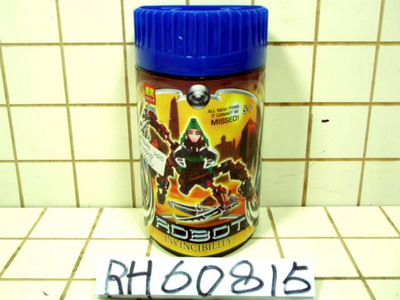 ALL NEW ITEMS
IT CANNOT BE
MISSED!
ROBOT
INVINCIBILITY
RH60815